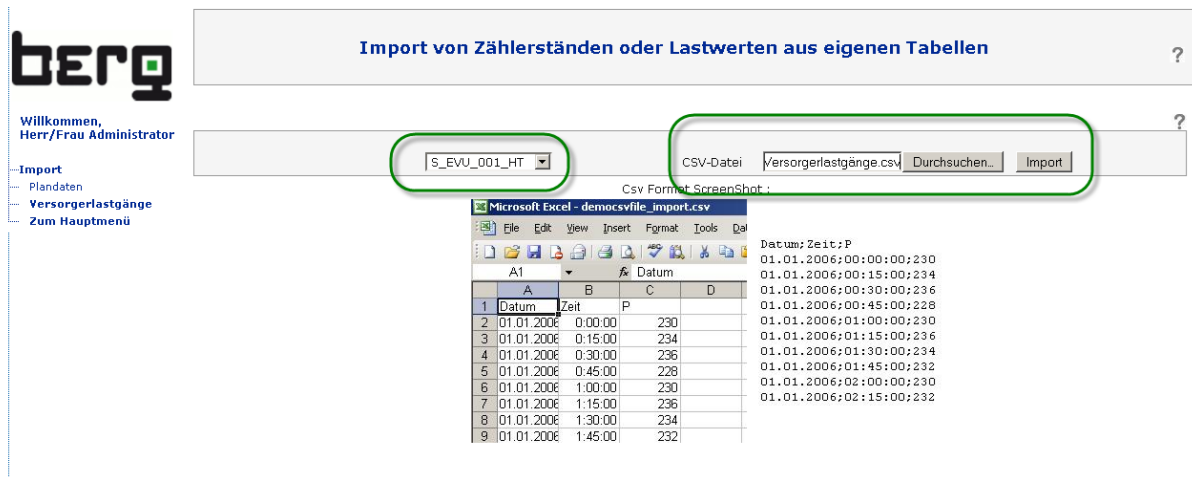 berg
Import von Zählerständen oder Lastwerten aus eigenen Tabellen
?
Willkommen,
Herr/Frau Administrator
?
S_EVU_001_HT
CSV-Datei
Versorgerlastgänge.csv
Durchsuchen...
Import
Import
Plandaten
Versorgerlastgänge
Zum Hauptmenü
Csv Format ScreenShot :
Microsoft Excel - democsvfile_import.csv
File Edit View Insert Format Tools
A1 fx Datum
A B C D
1 Datum Zeit P
2 01.01.2006 0:00:00 230
3 01.01.2006 0:15:00 234
4 01.01.2006 0:30:00 236
5 01.01.2006 0:45:00 228
6 01.01.2006 1:00:00 230
7 01.01.2006 1:15:00 236
8 01.01.2006 1:30:00 234
9 01.01.2006 1:45:00 232
Datum;Zeit;P
01.01.2006;00:00:00;230
01.01.2006;00:15:00;234
01.01.2006;00:30:00;236
01.01.2006;00:45:00;228
01.01.2006;01:00:00;230
01.01.2006;01:15:00;236
01.01.2006;01:30:00;234
01.01.2006;01:45:00;232
01.01.2006;02:00:00;230
01.01.2006;02:15:00;232